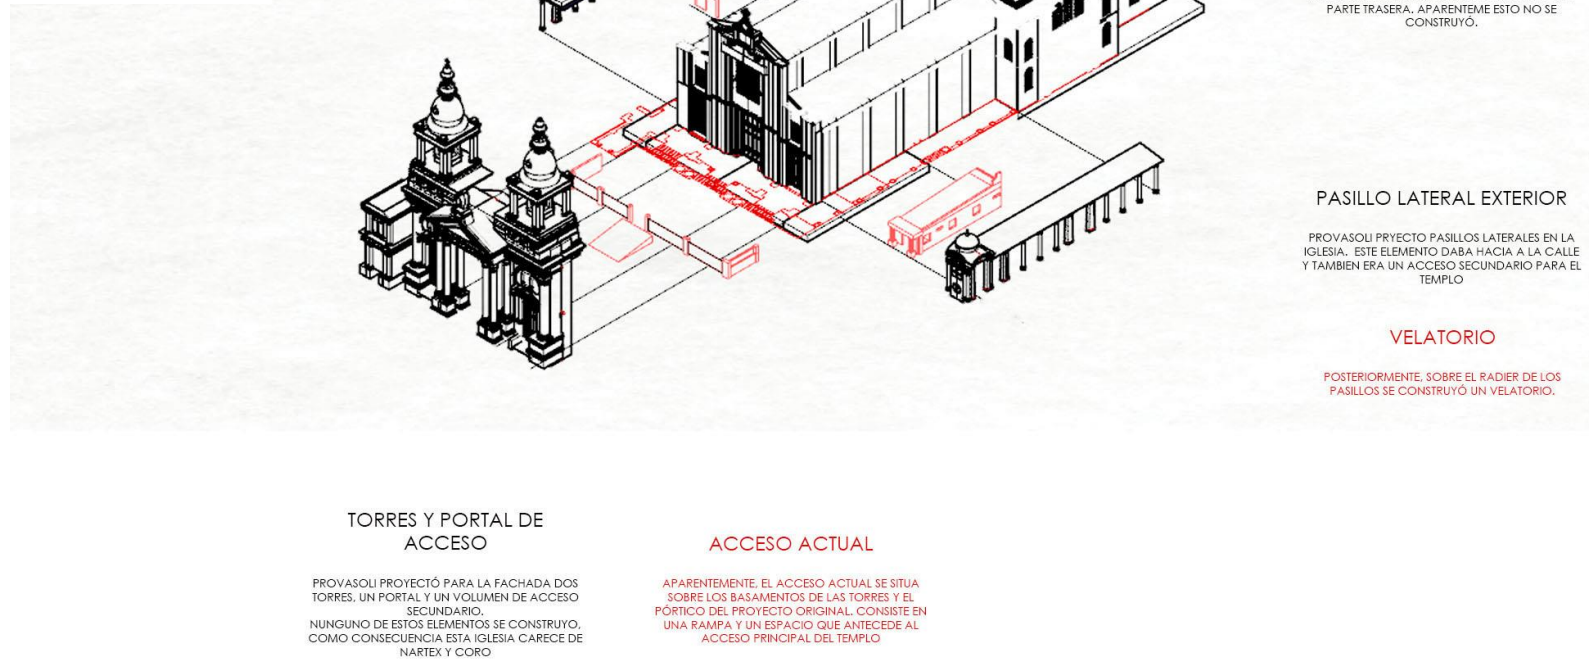 PARTE TRASERA. APARENTEME ESTO NO SE
CONSTRUYÓ.
PASILLO LATERAL EXTERIOR
PROVASOLI PRYECTO PASILLOS LATERALES EN LA
IGLESIA. ESTE ELEMENTO DABA HACIA A LA CALLE
Y TAMBIEN ERA UN ACCESO SECUNDARIO PARA EL
TEMPLO
VELATORIO
POSTERIORMENTE, SOBRE EL RADIER DE LOS
PASILLOS SE CONSTRUYÓ UN VELATORIO.
TORRES Y PORTAL DE
ACCESO
PROVASOLI PROYECTÓ PARA LA FACHADA DOS
TORRES, UN PORTAL Y UN VOLUMEN DE ACCESO
SECUNDARIO.
NUNGUNO DE ESTOS ELEMENTOS SE CONSTRUYO,
COMO CONSECUENCIA ESTA IGLESIA CARECE DE
NARTEX Y CORO
ACCESO ACTUAL
APARENTEMENTE, EL ACCESO ACTUAL SE SITUA
SOBRE LOS BASAMENTOS DE LAS TORRES Y EL
PÓRTICO DEL PROYECTO ORIGINAL. CONSISTE EN
UNA RAMPA Y UN ESPACIO QUE ANTECEDE AL
ACCESO PRINCIPAL DEL TEMPLO